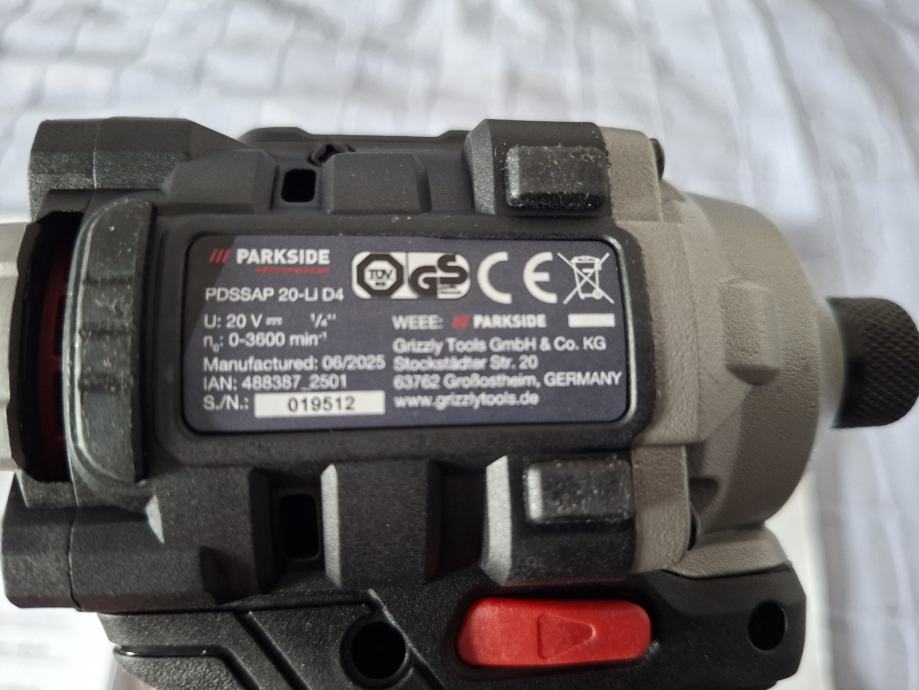 /// PARKSIDE
PERFORMANCE
PDSSAP 20-Li D4
U: 20 V ⎓ 1/4"
n₀: 0-3600 min⁻¹
Manufactured: 06/2025
IAN: 488387_2501
S./N.: 019512
TÜV
GS
CE
WEEE: /// PARKSIDE
Grizzly Tools GmbH & Co. KG
Stockstädter Str. 20
63762 Großostheim, GERMANY
www.grizzlytools.de